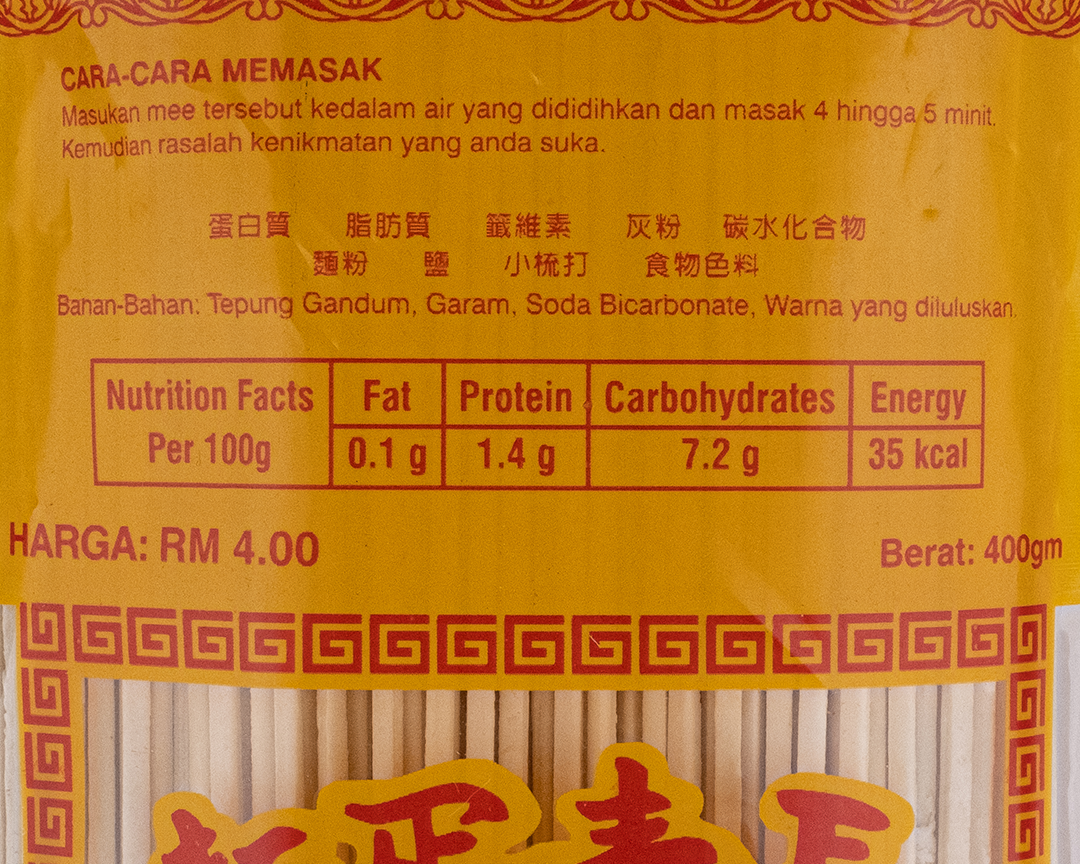 CARA-CARA MEMASAK
Masukan mee tersebut kedalam air yang dididihkan dan masak 4 hingga 5 minit.
Kemudian rasalah kenikmatan yang anda suka.
蛋白質 脂肪質 籤維素 灰粉 碳水化合物
麵粉 鹽 小梳打 食物色料
Bahan-Bahan: Tepung Gandum, Garam, Soda Bicarbonate, Warna yang diluluskan.
Nutrition Facts Fat Protein Carbohydrates Energy
Per 100g 0.1 g 1.4 g 7.2 g 35 kcal
HARGA: RM 4.00 Berat: 400gm